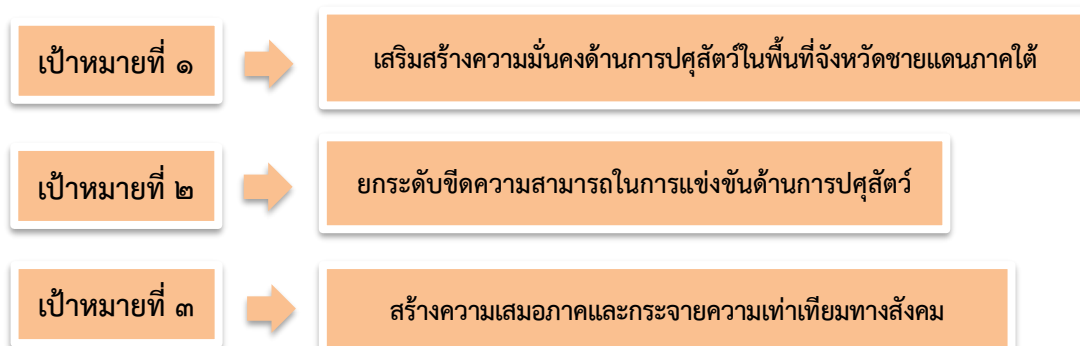 เป้าหมายที่ ๑
เสริมสร้างความมั่นคงด้านการปศุสัตว์ในพื้นที่จังหวัดชายแดนภาคใต้
เป้าหมายที่ ๒
ยกระดับขีดความสามารถในการแข่งขันด้านการปศุสัตว์
เป้าหมายที่ ๓
สร้างความเสมอภาคและกระจายความเท่าเทียมทางสังคม